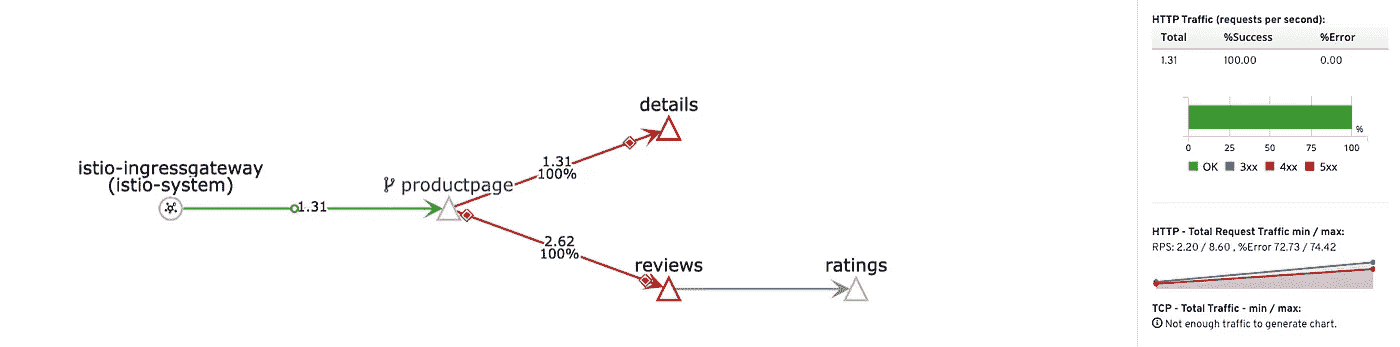 details
1.31
100%
istio-ingressgateway
(istio-system)
productpage
1.31
2.62
100%
reviews
ratings
HTTP Traffic (requests per second):
Total %Success %Error
1.31 100.00 0.00
%
0 25 50 75 100
OK 3xx 4xx 5xx
HTTP - Total Request Traffic min / max:
RPS: 2.20 / 8.60 , %Error 72.73 / 74.42
TCP - Total Traffic - min / max:
Not enough traffic to generate chart.